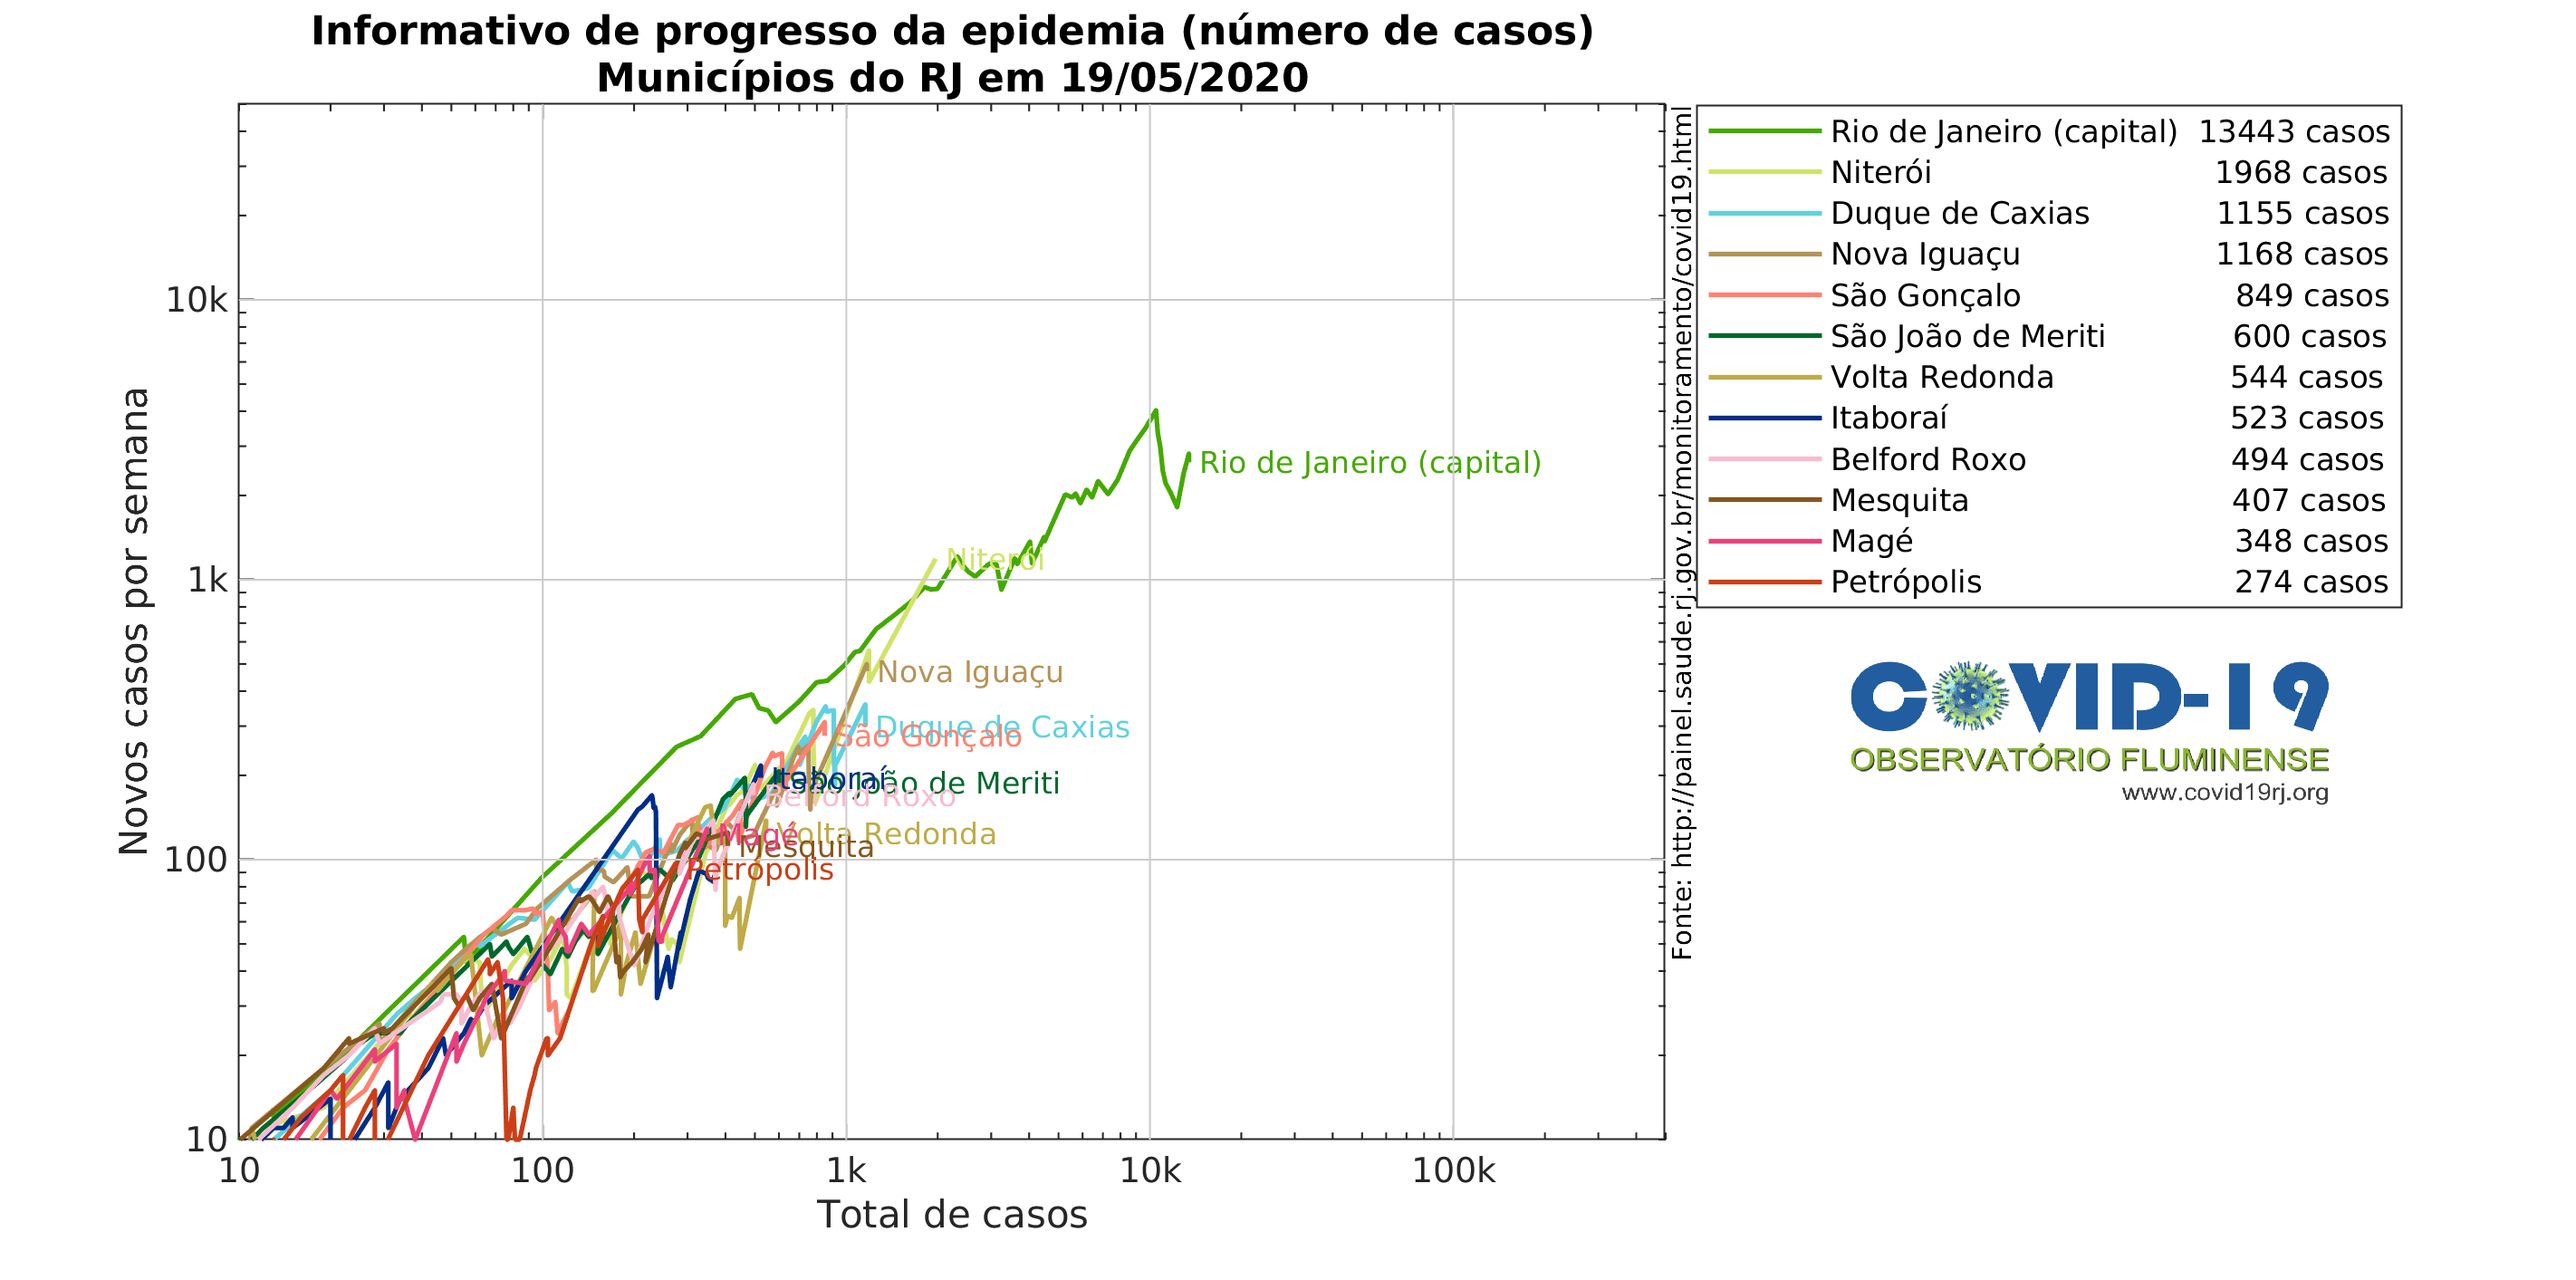 Informativo de progresso da epidemia (número de casos)
Municípios do RJ em 19/05/2020
Novos casos por semana
10k
1k
100
10
10
100
1k
10k
100k
Total de casos
Rio de Janeiro (capital)
Niterói
Nova Iguaçu
Duque de Caxias
São Gonçalo
Itaboraí
São João de Meriti
Belford Roxo
Magé
Volta Redonda
Mesquita
Petrópolis
Fonte: http://painel.saude.rj.gov.br/monitoramento/covid19.html
Rio de Janeiro (capital) 13443 casos
Niterói 1968 casos
Duque de Caxias 1155 casos
Nova Iguaçu 1168 casos
São Gonçalo 849 casos
São João de Meriti 600 casos
Volta Redonda 544 casos
Itaboraí 523 casos
Belford Roxo 494 casos
Mesquita 407 casos
Magé 348 casos
Petrópolis 274 casos
COVID-19
OBSERVATÓRIO FLUMINENSE
www.covid19rj.org